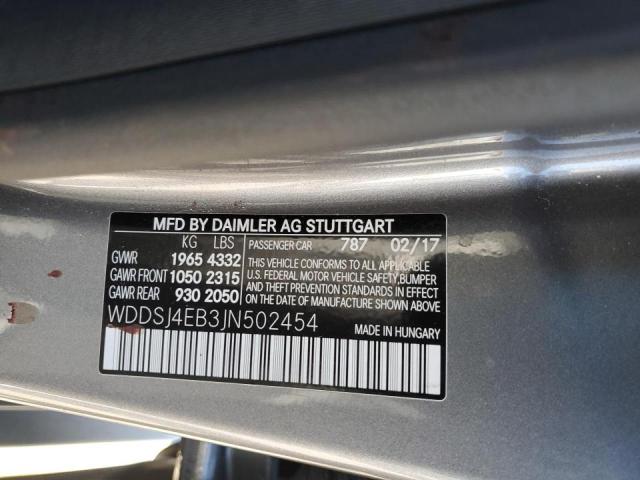 MFD BY DAIMLER AG STUTTGART
KG LBS
GVWR 1965 4332
GAWR FRONT 1050 2315
GAWR REAR 930 2050
PASSENGER CAR 787 02/17
THIS VEHICLE CONFORMS TO ALL APPLICABLE
U.S. FEDERAL MOTOR VEHICLE SAFETY,BUMPER
AND THEFT PREVENTION STANDARDS IN EFFECT
ON THE DATE OF MANUFACTURE SHOWN ABOVE.
WDDSJ4EB3JN502454
MADE IN HUNGARY